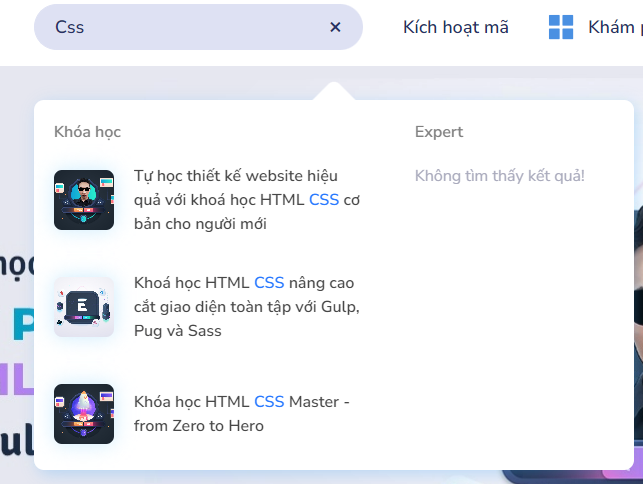 Css ×
Kích hoạt mã
Khám
Khóa học
Expert
Tự học thiết kế website hiệu
quả với khoá học HTML CSS cơ
bản cho người mới
Không tìm thấy kết quả!
Khoá học HTML CSS nâng cao
cắt giao diện toàn tập với Gulp,
Pug và Sass
Khóa học HTML CSS Master -
from Zero to Hero